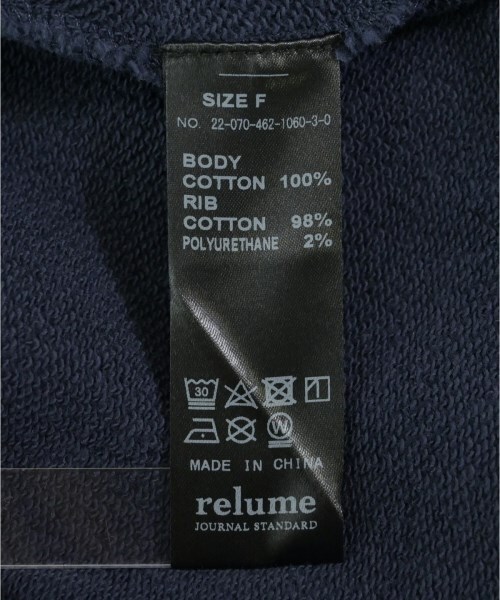 SIZE F
NO. 22-070-462-1060-3-0
BODY
COTTON 100%
RIB
COTTON 98%
POLYURETHANE 2%
30
W
MADE IN CHINA
relume
JOURNAL STANDARD